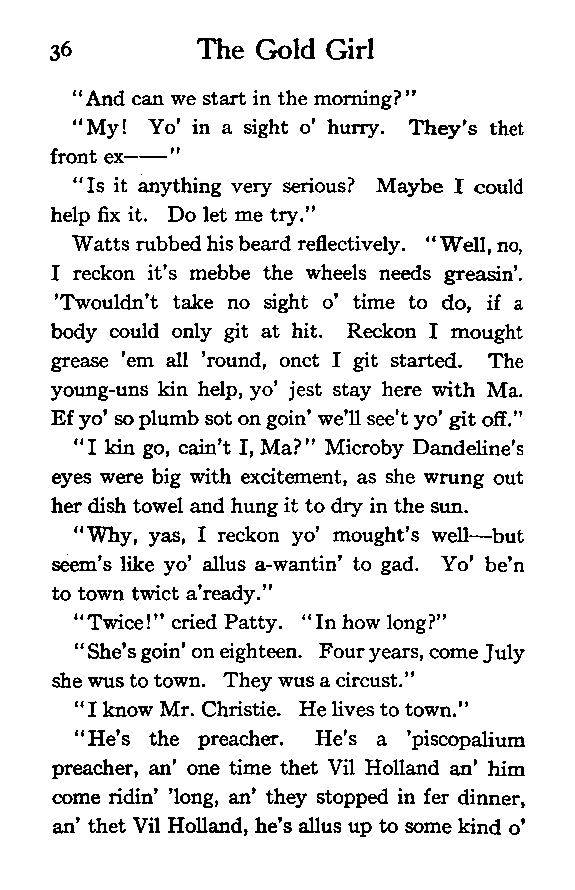 36 The Gold Girl
"And can we start in the morning?"
"My! Yo' in a sight o' hurry. They's thet
front ex——"
"Is it anything very serious? Maybe I could
help fix it. Do let me try."
Watts rubbed his beard reflectively. "Well, no,
I reckon it's mebbe the wheels needs greasin'.
'Twouldn't take no sight o' time to do, if a
body could only git at hit. Reckon I mought
grease 'em all 'round, onct I git started. The
young-uns kin help, yo' jest stay here with Ma.
Ef yo' so plumb sot on goin' we'll see't yo' git off."
"I kin go, cain't I, Ma?" Microby Dandeline's
eyes were big with excitement, as she wrung out
her dish towel and hung it to dry in the sun.
"Why, yas, I reckon yo' mought's well—but
seem's like yo' allus a-wantin' to gad. Yo' be'n
to town twict a'ready."
"Twice!" cried Patty. "In how long?"
"She's goin' on eighteen. Four years, come July
she wus to town. They wus a circust."
"I know Mr. Christie. He lives to town."
"He's the preacher. He's a 'piscopalium
preacher, an' one time thet Vil Holland an' him
come ridin' 'long, an' they stopped in fer dinner,
an' thet Vil Holland, he's allus up to some kind o'